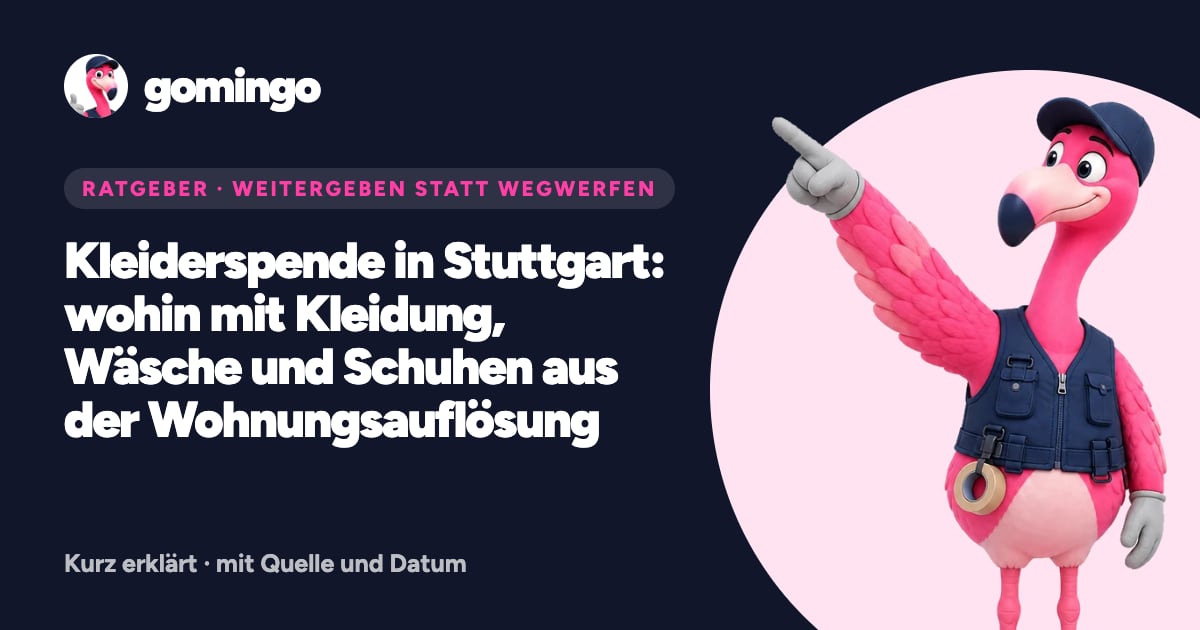 gomingo
RATGEBER · WEITERGEBEN STATT WEGWERFEN
Kleiderspende in Stuttgart:
wohin mit Kleidung,
Wäsche und Schuhen aus
der Wohnungsauflösung
Kurz erklärt · mit Quelle und Datum